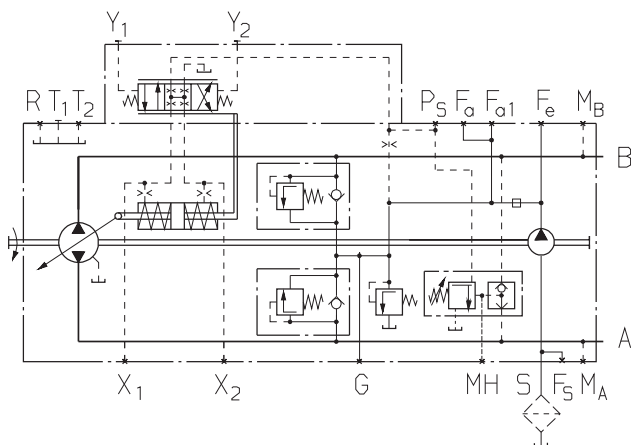 Y1 Y2
R T1 T2 PS Fa Fa1 Fe MB
B
A
X1 X2 G MH S FS MA